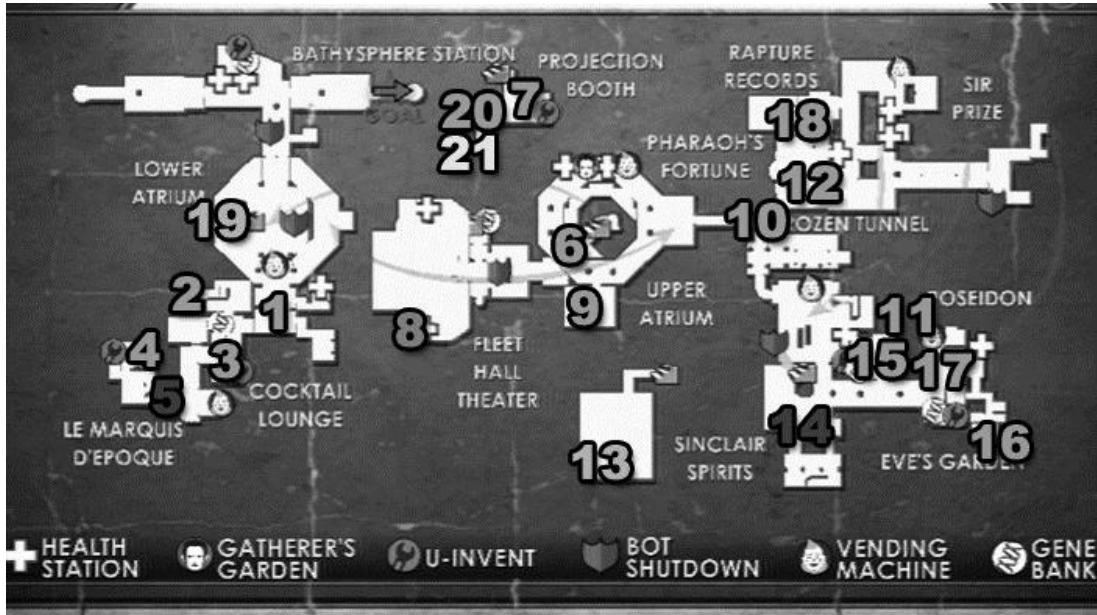 BATHYSPHERE STATION
GOAL
PROJECTION
BOOTH
20
7
21
RAPTURE
RECORDS
SIR
PRIZE
18
LOWER
ATRIUM
PHARAOH'S
FORTUNE
12
19
10
OZEN TUNNEL
6
2
1
8
9
UPPER
ATRIUM
OSEIDON
11
4
3
15
17
5
COCKTAIL
LOUNGE
FLEET
HALL
THEATER
LE MARQUIS
D'EPOQUE
13
SINCLAIR
SPIRITS
14
EVE'S GARDEN
16
HEALTH
STATION
GATHERER'S
GARDEN
U-INVENT
BOT
SHUTDOWN
VENDING
MACHINE
GENE
BANK